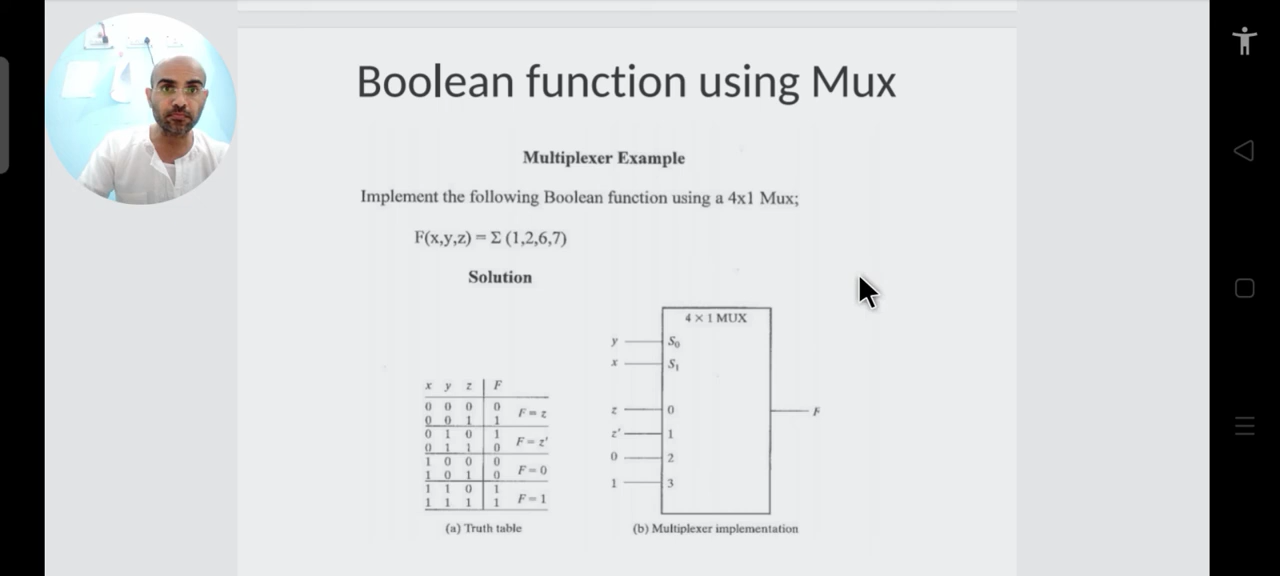 Boolean function using Mux
Multiplexer Example
Implement the following Boolean function using a 4x1 Mux;
F(x,y,z) = Σ (1,2,6,7)
Solution
x y z F
0 0 0 0
0 0 1 1
F = z
0 1 0 1
0 1 1 0
F = z'
1 0 0 0
1 0 1 0
F = 0
1 1 0 1
1 1 1 1
F = 1
(a) Truth table
4 × 1 MUX
y S₀
x S₁
z 0
z' 1
0 2
1 3
F
(b) Multiplexer implementation